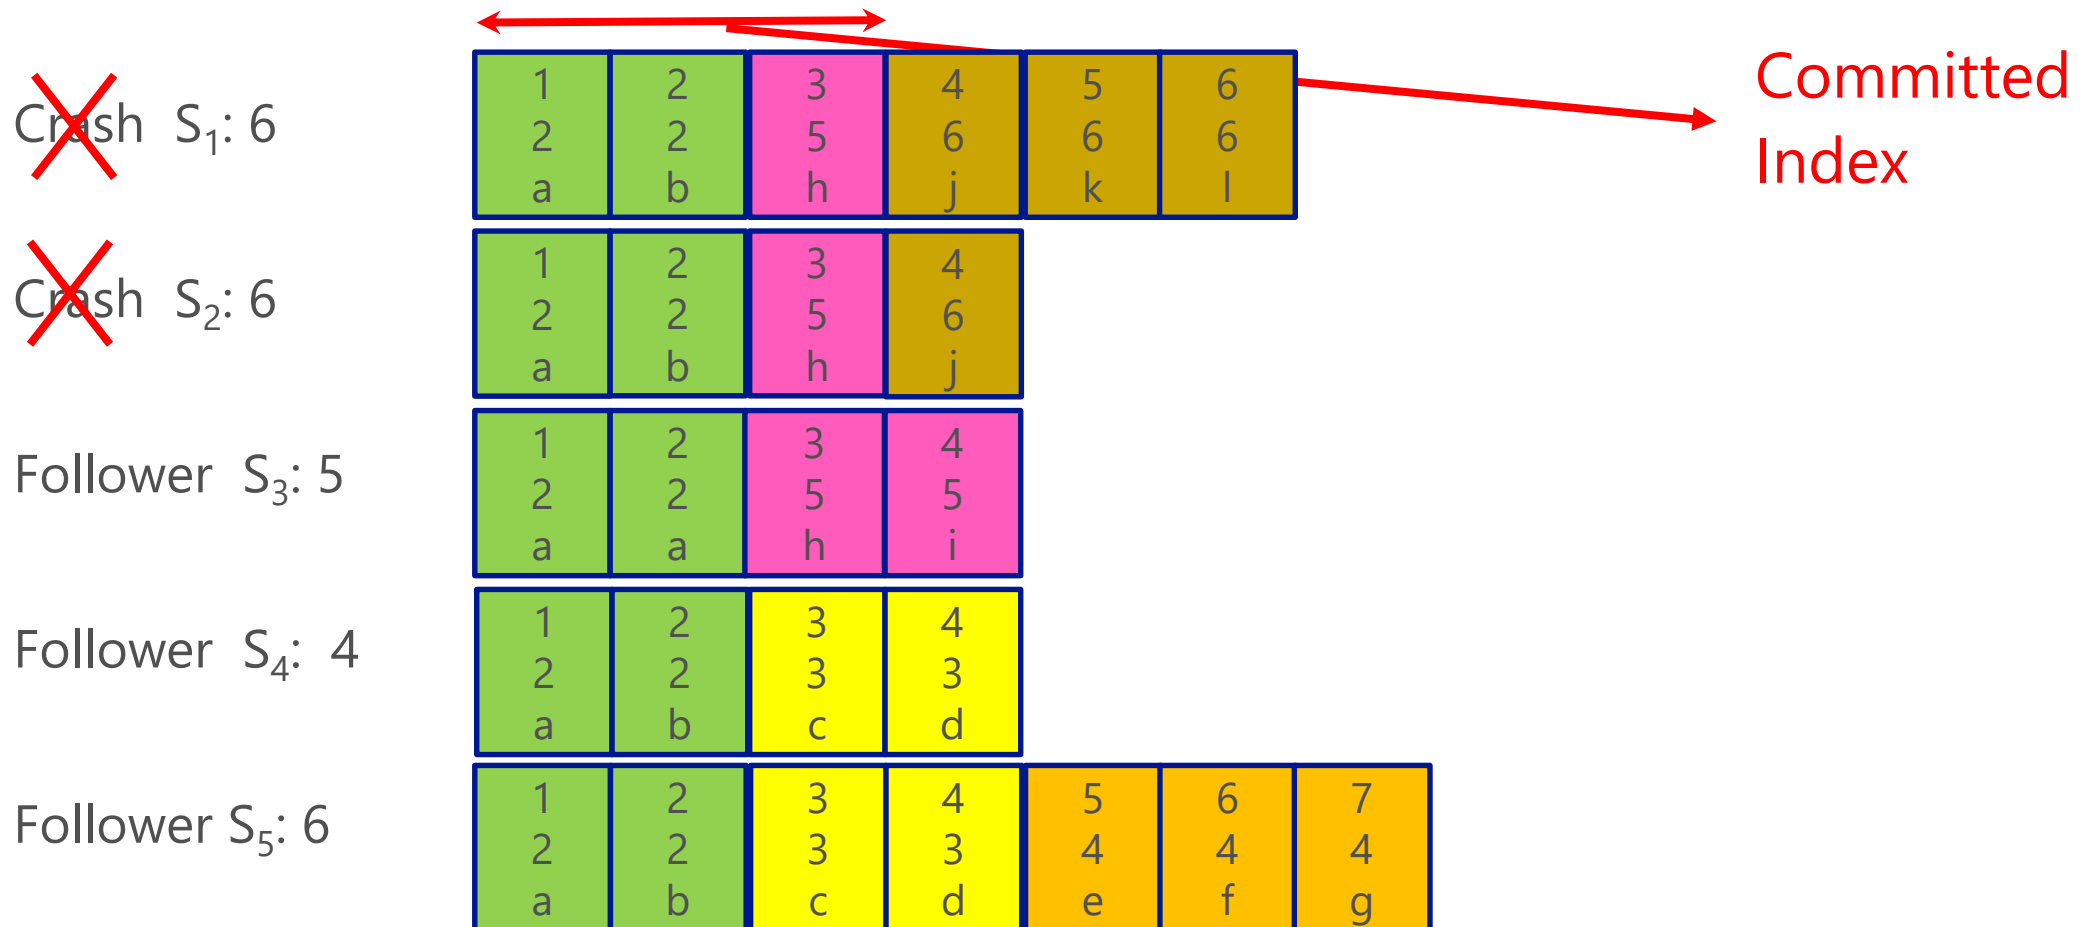 Committed
Index
Crash S₁: 6
1 2 3 4 5 6
2 2 5 6 6 6
a b h j k l
Crash S₂: 6
1 2 3 4
2 2 5 6
a b h j
Follower S₃: 5
1 2 3 4
2 2 5 5
a a h i
Follower S₄: 4
1 2 3 4
2 2 3 3
a b c d
Follower S₅: 6
1 2 3 4 5 6 7
2 2 3 3 4 4 4
a b c d e f g